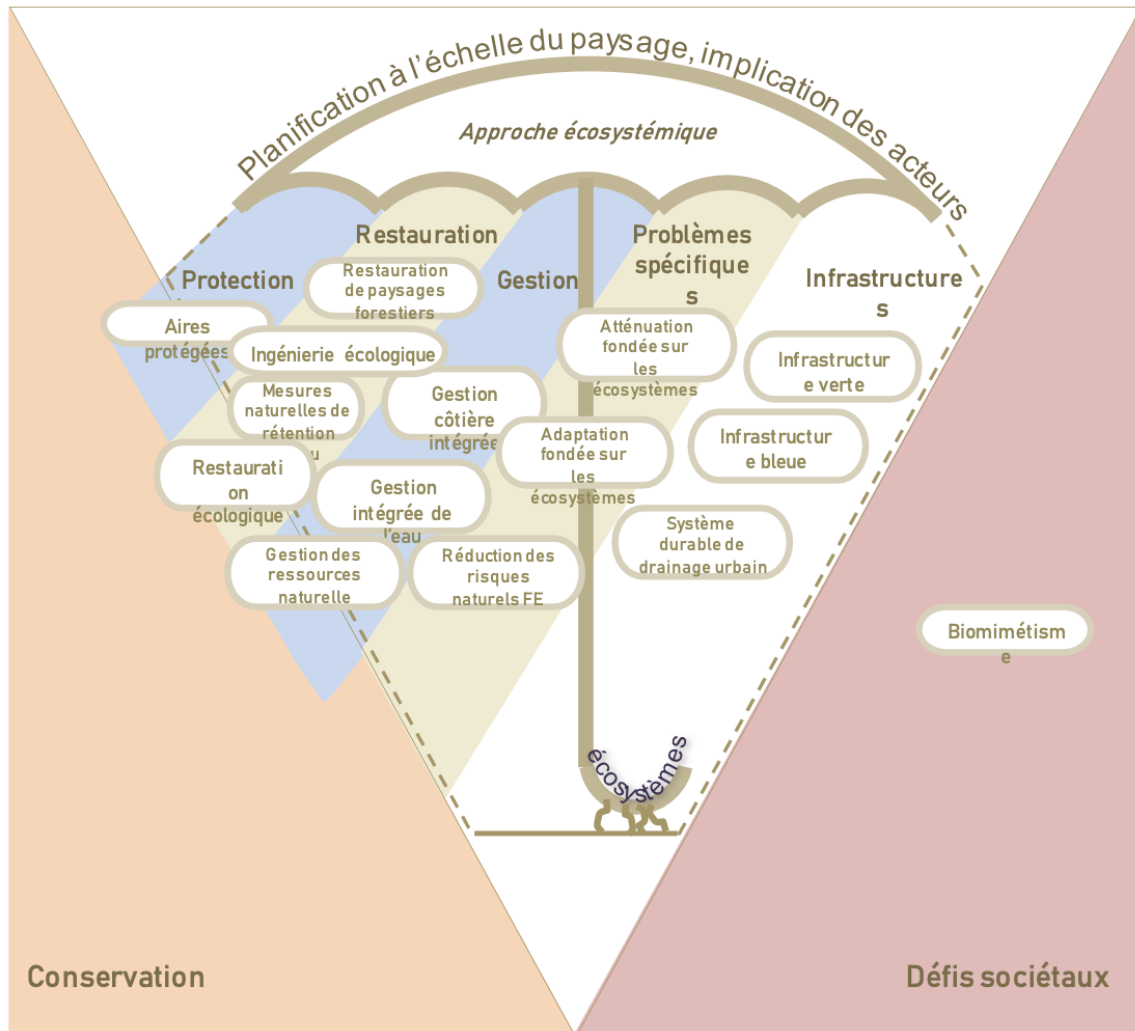 Planification à l'échelle du paysage, implication des acteurs
Approche écosystémique
Restauration
Problèmes
spécifique
s
Protection
Gestion
Infrastructure
s
Restauration
de paysages
forestiers
Aires
protégées
Ingénierie écologique
Atténuation
fondée sur
les
écosystèmes
Infrastructur
e verte
Mesures
naturelles de
rétention
u
Gestion
côtière
intégrée
Adaptation
fondée sur
les
écosystèmes
Infrastructur
e bleue
Restaurati
on
écologique
Gestion
intégrée de
l'eau
Système
durable de
drainage urbain
Gestion des
ressources
naturelle
Réduction des
risques
naturels FE
Biomimétism
e
écosystèmes
Conservation
Défis sociétaux